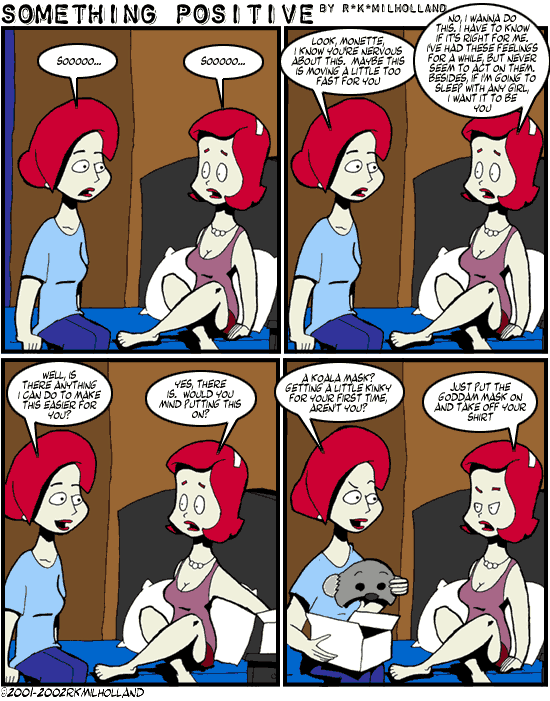 SOMETHING POSITIVE BY R*K*MILHOLLAND
SOOOOO...
SOOOOO...
LOOK, MONETTE,
I KNOW YOU'RE NERVOUS
ABOUT THIS. MAYBE THIS
IS MOVING A LITTLE TOO
FAST FOR YOU
NO, I WANNA DO
THIS. I HAVE TO KNOW
IF IT'S RIGHT FOR ME.
I'VE HAD THESE FEELINGS
FOR A WHILE, BUT NEVER
SEEM TO ACT ON THEM.
BESIDES, IF I'M GOING TO
SLEEP WITH ANY GIRL,
I WANT IT TO BE
YOU
WELL, IS
THERE ANYTHING
I CAN DO TO MAKE
THIS EASIER FOR
YOU?
YES, THERE
IS. WOULD YOU
MIND PUTTING THIS
ON?
A KOALA MASK?
GETTING A LITTLE KINKY
FOR YOUR FIRST TIME,
AREN'T YOU?
JUST PUT THE
GODDAM MASK ON
AND TAKE OFF YOUR
SHIRT
©2001-2002RKMILHOLLAND